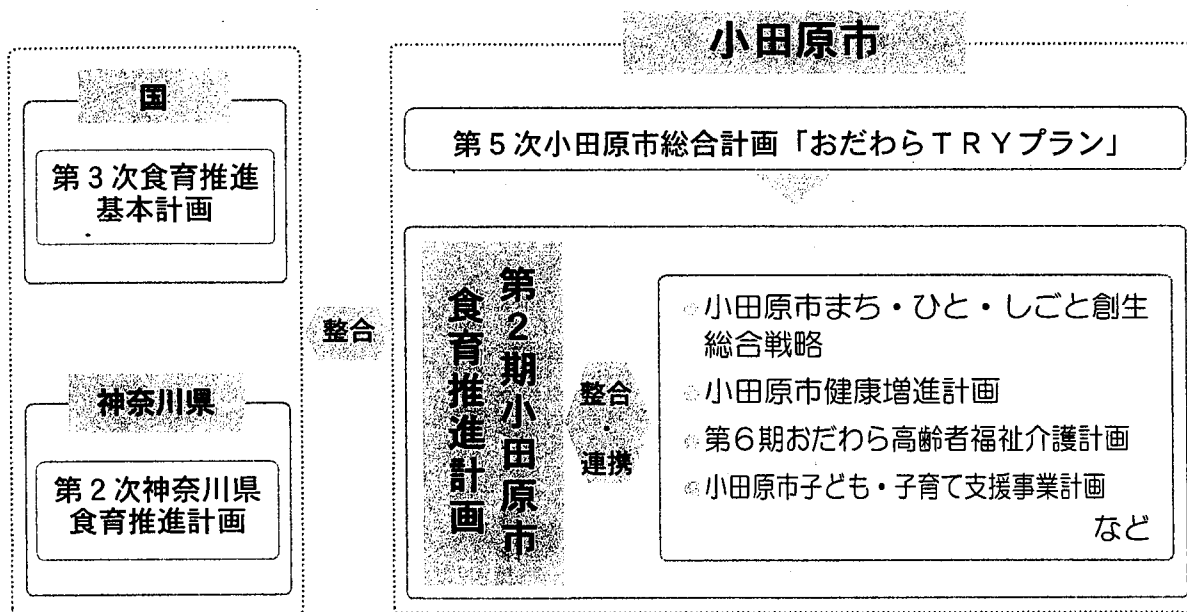 国
第3次食育推進
基本計画
神奈川県
第2次神奈川県
食育推進計画
整合
小田原市
第5次小田原市総合計画「おだわらTRYプラン」
第2期小田原市
食育推進計画
整合
・
連携
小田原市まち・ひと・しごと創生
総合戦略
小田原市健康増進計画
第6期おだわら高齢者福祉介護計画
小田原市子ども・子育て支援事業計画
など